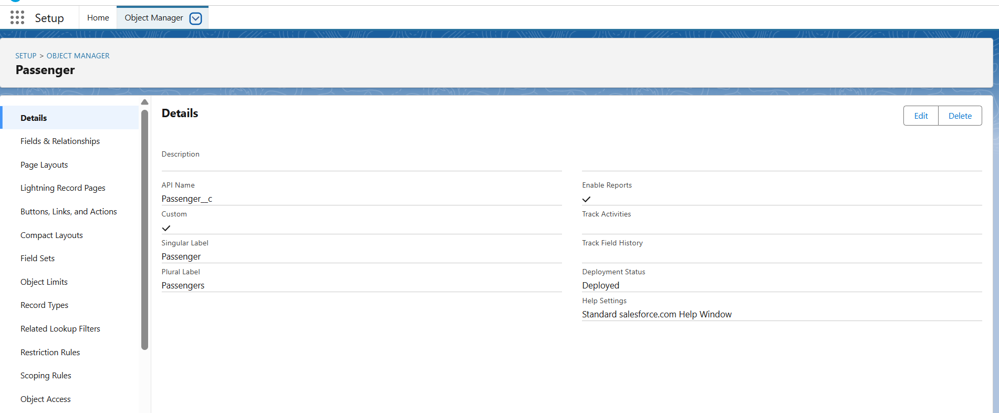 Setup
Home
Object Manager
SETUP > OBJECT MANAGER
Passenger
Details
Fields & Relationships
Page Layouts
Lightning Record Pages
Buttons, Links, and Actions
Compact Layouts
Field Sets
Object Limits
Record Types
Related Lookup Filters
Restriction Rules
Scoping Rules
Object Access
Details
Edit
Delete
Description
API Name
Passenger__c
Custom
Singular Label
Passenger
Plural Label
Passengers
Enable Reports
Track Activities
Track Field History
Deployment Status
Deployed
Help Settings
Standard salesforce.com Help Window